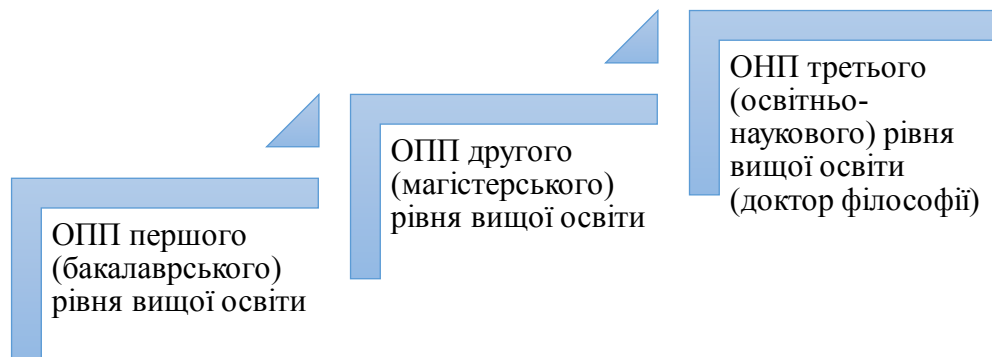 ОПП першого
(бакалаврського)
рівня вищої освіти
ОПП другого
(магістерського)
рівня вищої освіти
ОНП третього
(освітньо-
наукового) рівня
вищої освіти
(доктор філософії)